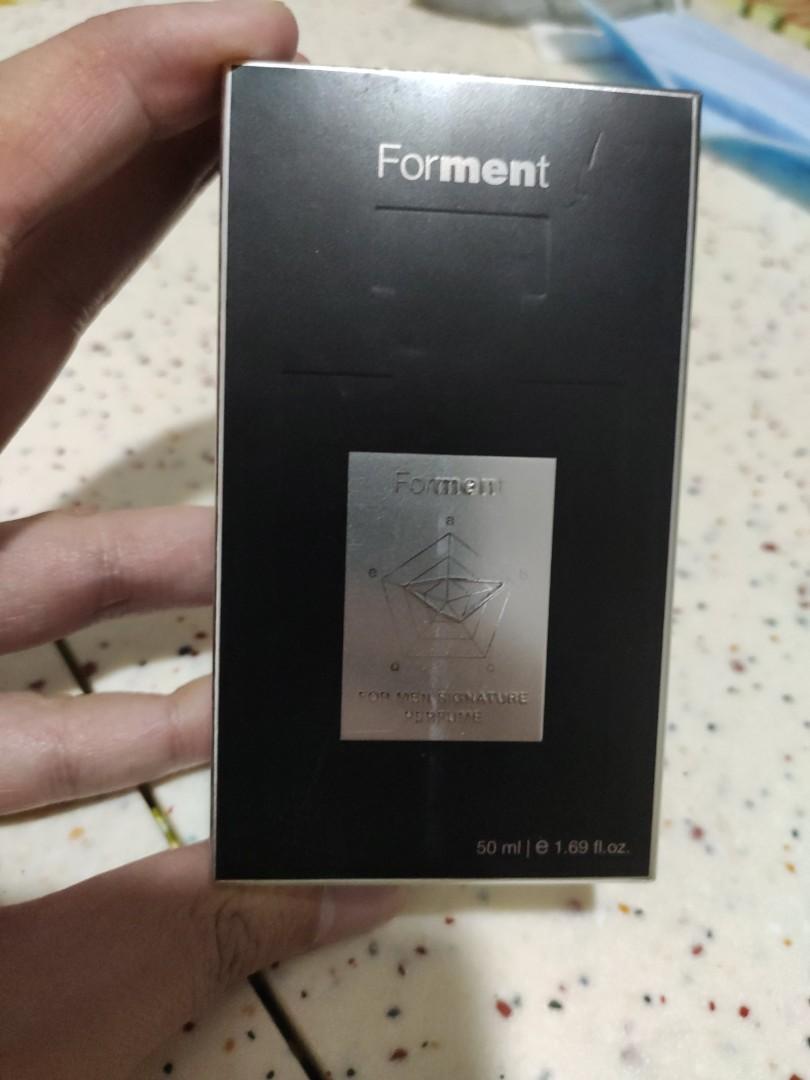 Forment
Forment
a
e b
d c
FOR MEN SIGNATURE
PERFUME
50 ml | ℮ 1.69 fl.oz.